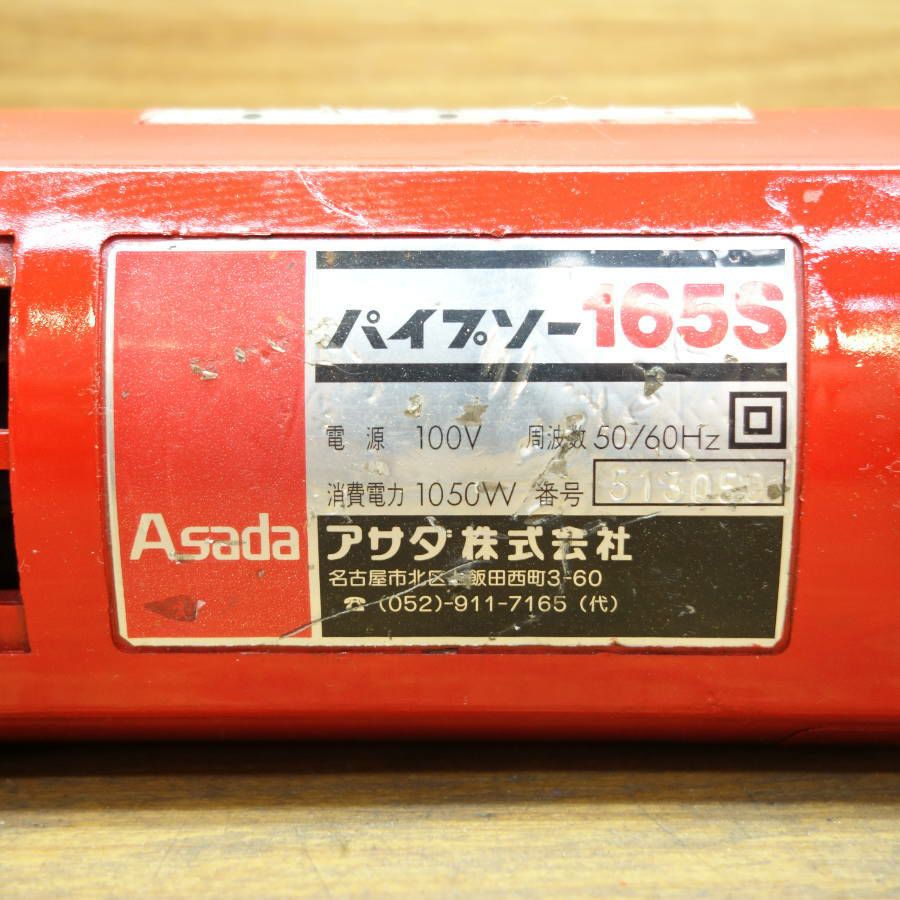 パイプソー165S
電源 100V 周波数 50/60Hz
消費電力 1050W 番号
Asada
アサダ株式会社
名古屋市北区上飯田西町3-60
☎ (052)-911-7165 (代)